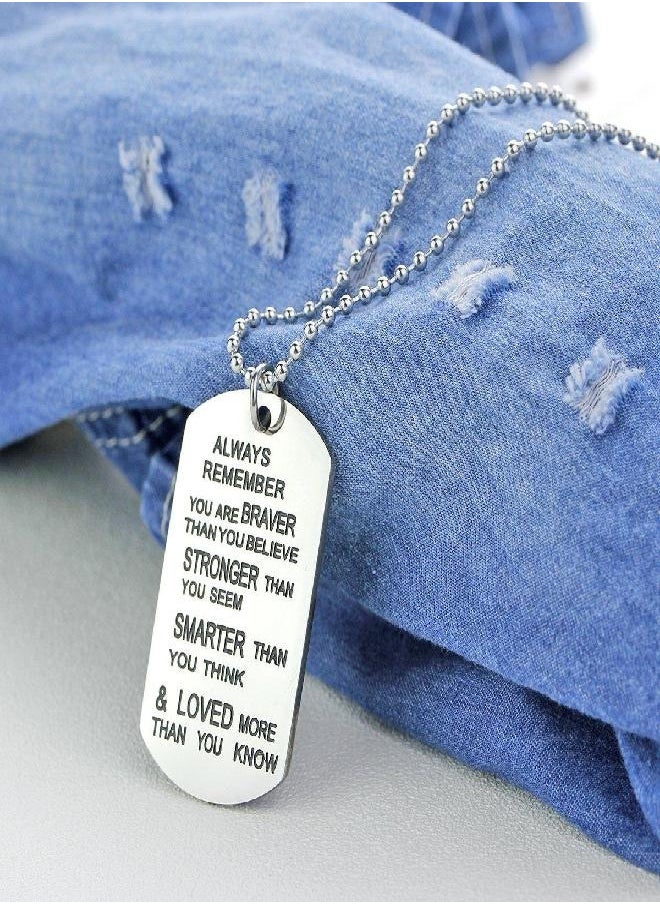 ALWAYS
REMEMBER
YOU ARE BRAVER
THAN YOU BELIEVE
STRONGER THAN
YOU SEEM
SMARTER THAN
YOU THINK
& LOVED MORE
THAN YOU KNOW